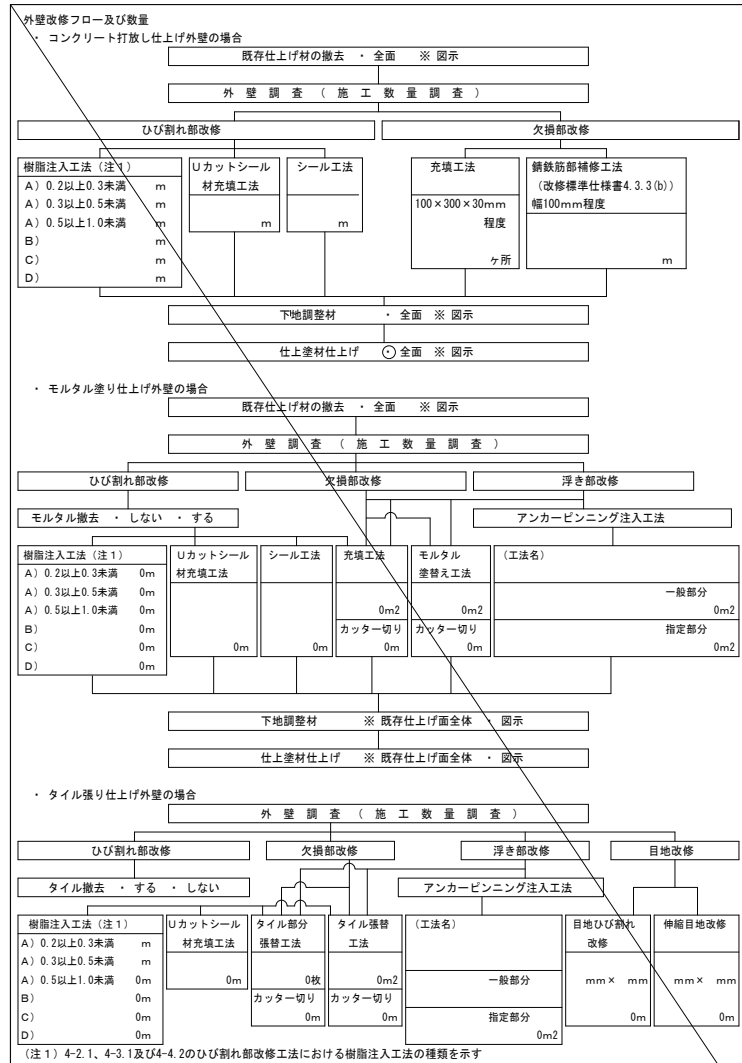 外壁改修フロー及び数量
・ コンクリート打放し仕上げ外壁の場合
既存仕上げ材の撤去 ・ 全面 ※ 図示
外 壁 調 査 ( 施 工 数 量 調 査 )
ひび割れ部改修
欠損部改修
樹脂注入工法(注1)
A) 0.2以上0.3未満 m
A) 0.3以上0.5未満 m
A) 0.5以上1.0未満 m
B) m
C) m
D) m
Uカットシール
材充填工法
m
シール工法
m
充填工法
100×300×30mm
程度
ヶ所
錆鉄筋部補修工法
(改修標準仕様書4.3.3(b))
幅100mm程度
m
下地調整材 ・ 全面 ※ 図示
仕上塗材仕上げ ⊙ 全面 ※ 図示
・ モルタル塗り仕上げ外壁の場合
既存仕上げ材の撤去 ・ 全面 ※ 図示
外 壁 調 査 ( 施 工 数 量 調 査 )
ひび割れ部改修
欠損部改修
浮き部改修
モルタル撤去 ・ しない ・ する
アンカーピンニング注入工法
樹脂注入工法(注1)
A) 0.2以上0.3未満 0m
A) 0.3以上0.5未満 0m
A) 0.5以上1.0未満 0m
B) 0m
C) 0m
D) 0m
Uカットシール
材充填工法
0m
シール工法
0m
充填工法
0m2
カッター切り
0m
モルタル
塗替え工法
0m2
カッター切り
0m
(工法名)
一般部分
0m2
指定部分
0m2
下地調整材 ※ 既存仕上げ面全体 ・ 図示
仕上塗材仕上げ ※ 既存仕上げ面全体 ・ 図示
・ タイル張り仕上げ外壁の場合
外 壁 調 査 ( 施 工 数 量 調 査 )
ひび割れ部改修
欠損部改修
浮き部改修
目地改修
タイル撤去 ・ する ・ しない
アンカーピンニング注入工法
樹脂注入工法(注1)
A) 0.2以上0.3未満 m
A) 0.3以上0.5未満 m
A) 0.5以上1.0未満 0m
B) 0m
C) 0m
D) 0m
Uカットシール
材充填工法
0m
タイル部分
張替工法
0枚
カッター切り
0m
タイル張替
工法
0m2
カッター切り
0m
(工法名)
一般部分
指定部分
0m2
目地ひび割れ
改修
mm× mm
0m
伸縮目地改修
mm× mm
0m
(注1) 4-2.1、4-3.1及び4-4.2のひび割れ部改修工法における樹脂注入工法の種類を示す